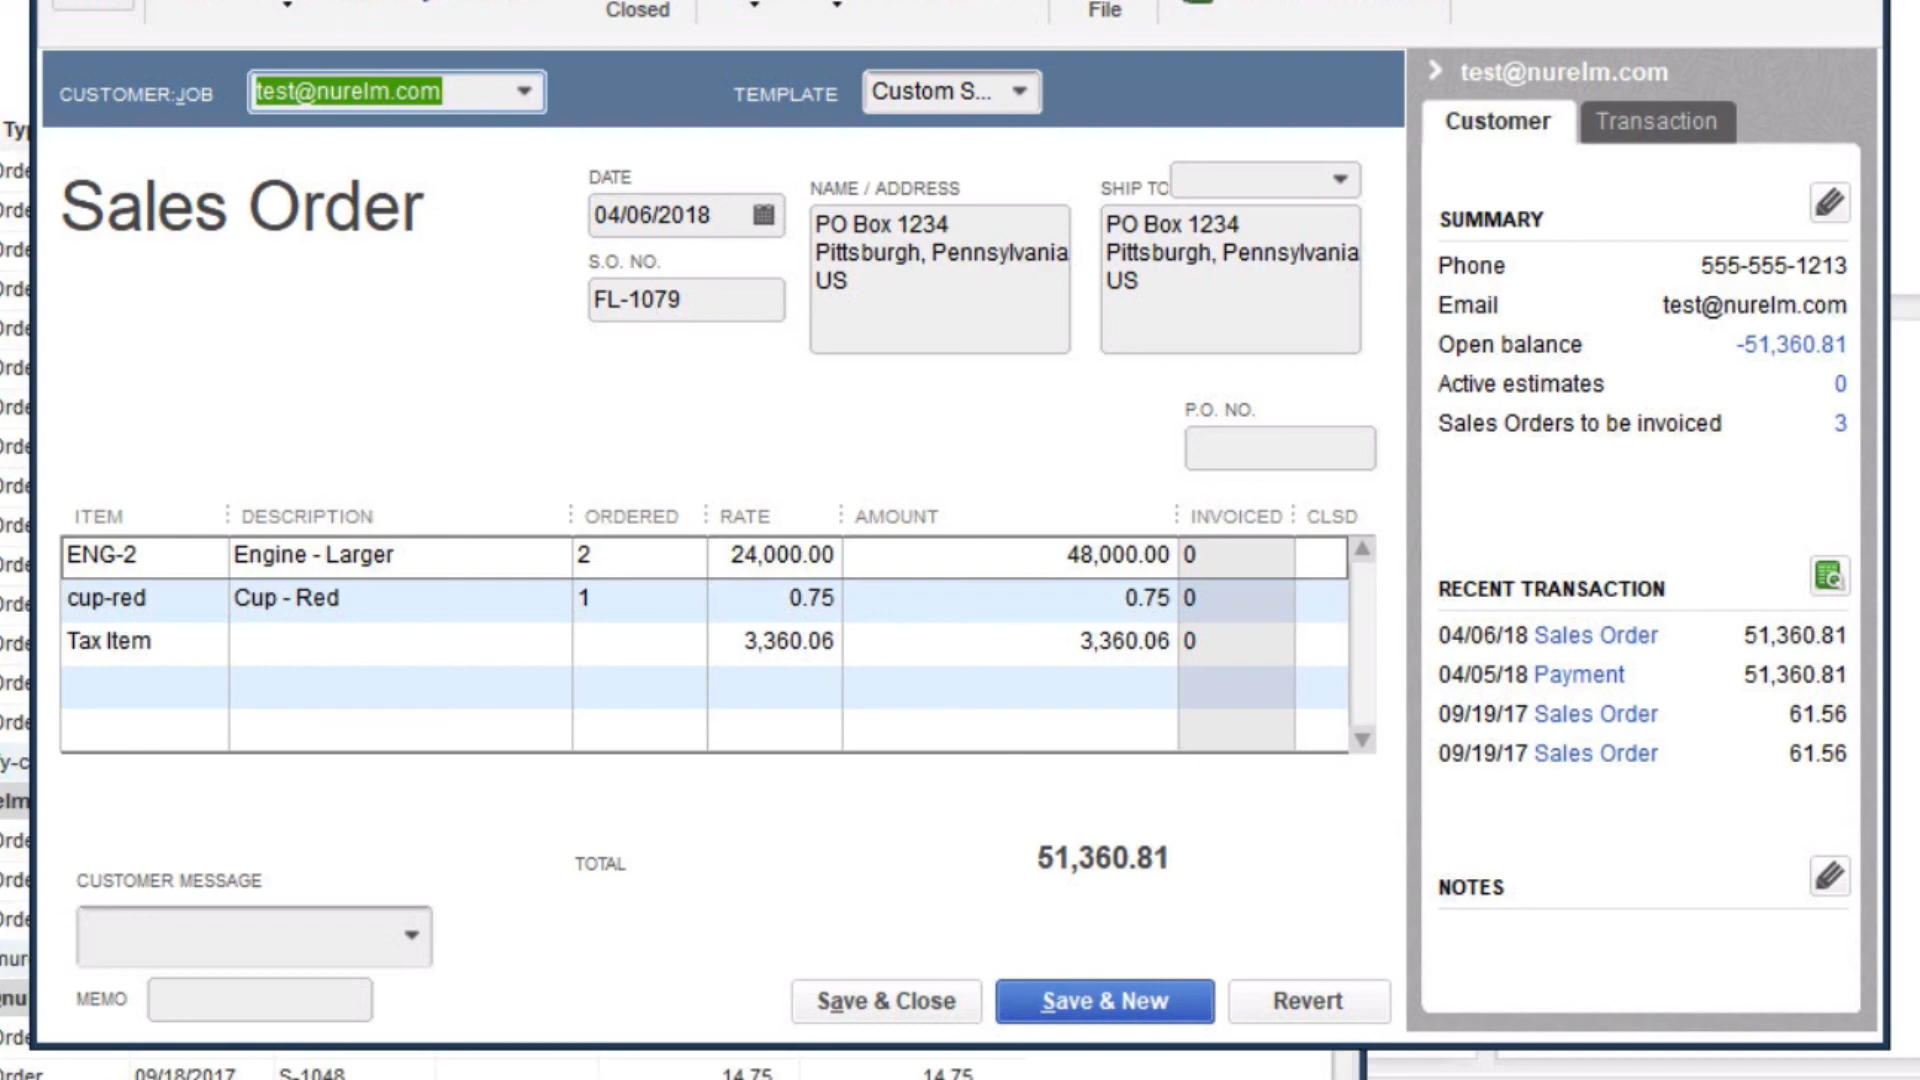 Closed
File
CUSTOMER:JOB test@nurelm.com TEMPLATE Custom S...
Sales Order
DATE
04/06/2018
S.O. NO.
FL-1079
NAME / ADDRESS
PO Box 1234
Pittsburgh, Pennsylvania
US
SHIP TO
PO Box 1234
Pittsburgh, Pennsylvania
US
P.O. NO.
ITEM DESCRIPTION ORDERED RATE AMOUNT INVOICED CLSD
ENG-2 Engine - Larger 2 24,000.00 48,000.00 0
cup-red Cup - Red 1 0.75 0.75 0
Tax Item 3,360.06 3,360.06 0
TOTAL 51,360.81
CUSTOMER MESSAGE
MEMO
Save & Close Save & New Revert
test@nurelm.com
Customer Transaction
SUMMARY
Phone 555-555-1213
Email test@nurelm.com
Open balance -51,360.81
Active estimates 0
Sales Orders to be invoiced 3
RECENT TRANSACTION
04/06/18 Sales Order 51,360.81
04/05/18 Payment 51,360.81
09/19/17 Sales Order 61.56
09/19/17 Sales Order 61.56
NOTES
09/18/2017 S-1048 14.75 14.75